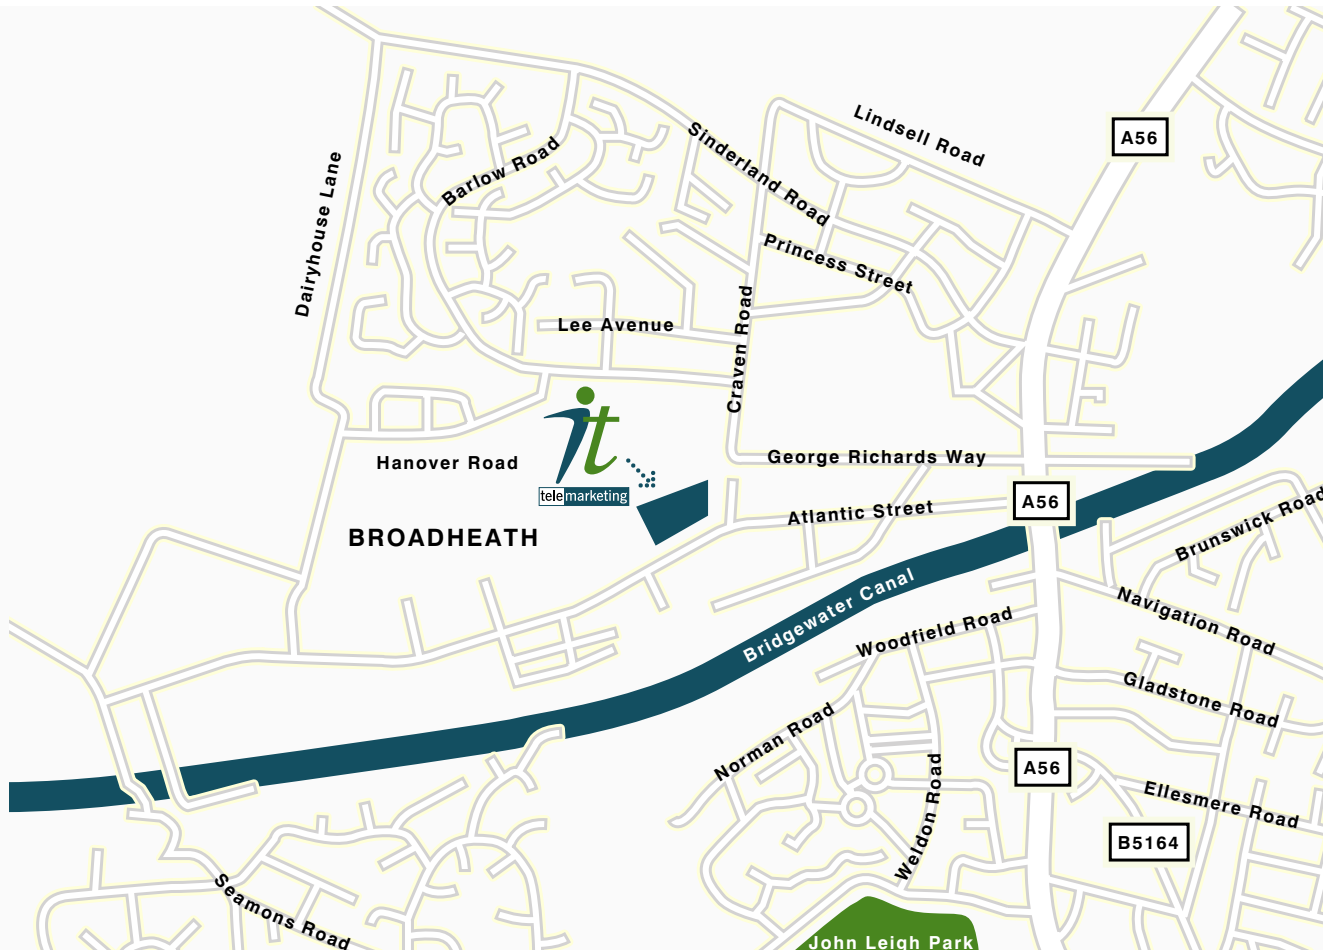 Lindsell Road
A56
Sinderland Road
Barlow Road
Dairyhouse Lane
Princess Street
Craven Road
Lee Avenue
it
telemarketing
Hanover Road
George Richards Way
BROADHEATH
Atlantic Street
A56
Brunswick Road
Bridgewater Canal
Navigation Road
Woodfield Road
Gladstone Road
Norman Road
A56
Weldon Road
Ellesmere Road
B5164
Seamons Road
John Leigh Park